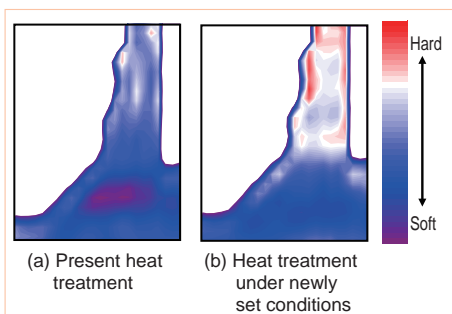 Hard
Soft
(a) Present heat
treatment
(b) Heat treatment
under newly
set conditions